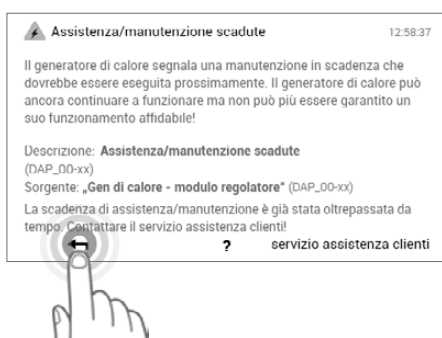 Assistenza/manutenzione scadute 12:58:37
Il generatore di calore segnala una manutenzione in scadenza che
dovrebbe essere eseguita prossimamente. Il generatore di calore può
ancora continuare a funzionare ma non può più essere garantito un
suo funzionamento affidabile!
Descrizione: Assistenza/manutenzione scadute
(DAP_00-xx)
Sorgente: „Gen di calore - modulo regolatore“ (DAP_00-xx)
La scadenza di assistenza/manutenzione è già stata oltrepassata da
tempo. Contattare il servizio assistenza clienti!
? servizio assistenza clienti